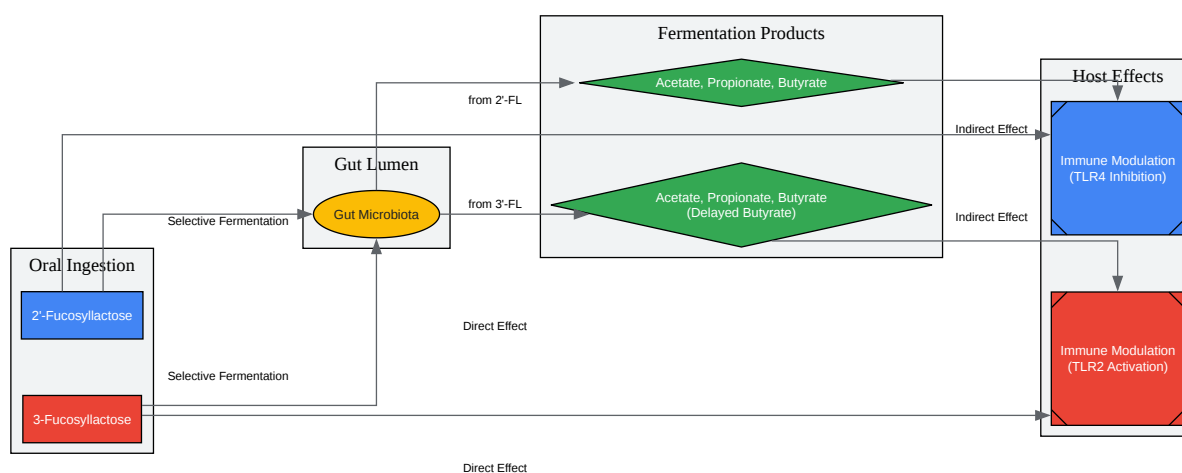 Fermentation Products
Acetate, Propionate, Butyrate
Host Effects
from 2'-FL
Indirect Effect
Immune Modulation
(TLR4 Inhibition)
Gut Lumen
Gut Microbiota
from 3'-FL
Acetate, Propionate, Butyrate
(Delayed Butyrate)
Indirect Effect
Selective Fermentation
Oral Ingestion
2'-Fucosyllactose
Direct Effect
Immune Modulation
(TLR2 Activation)
Selective Fermentation
3-Fucosyllactose
Direct Effect